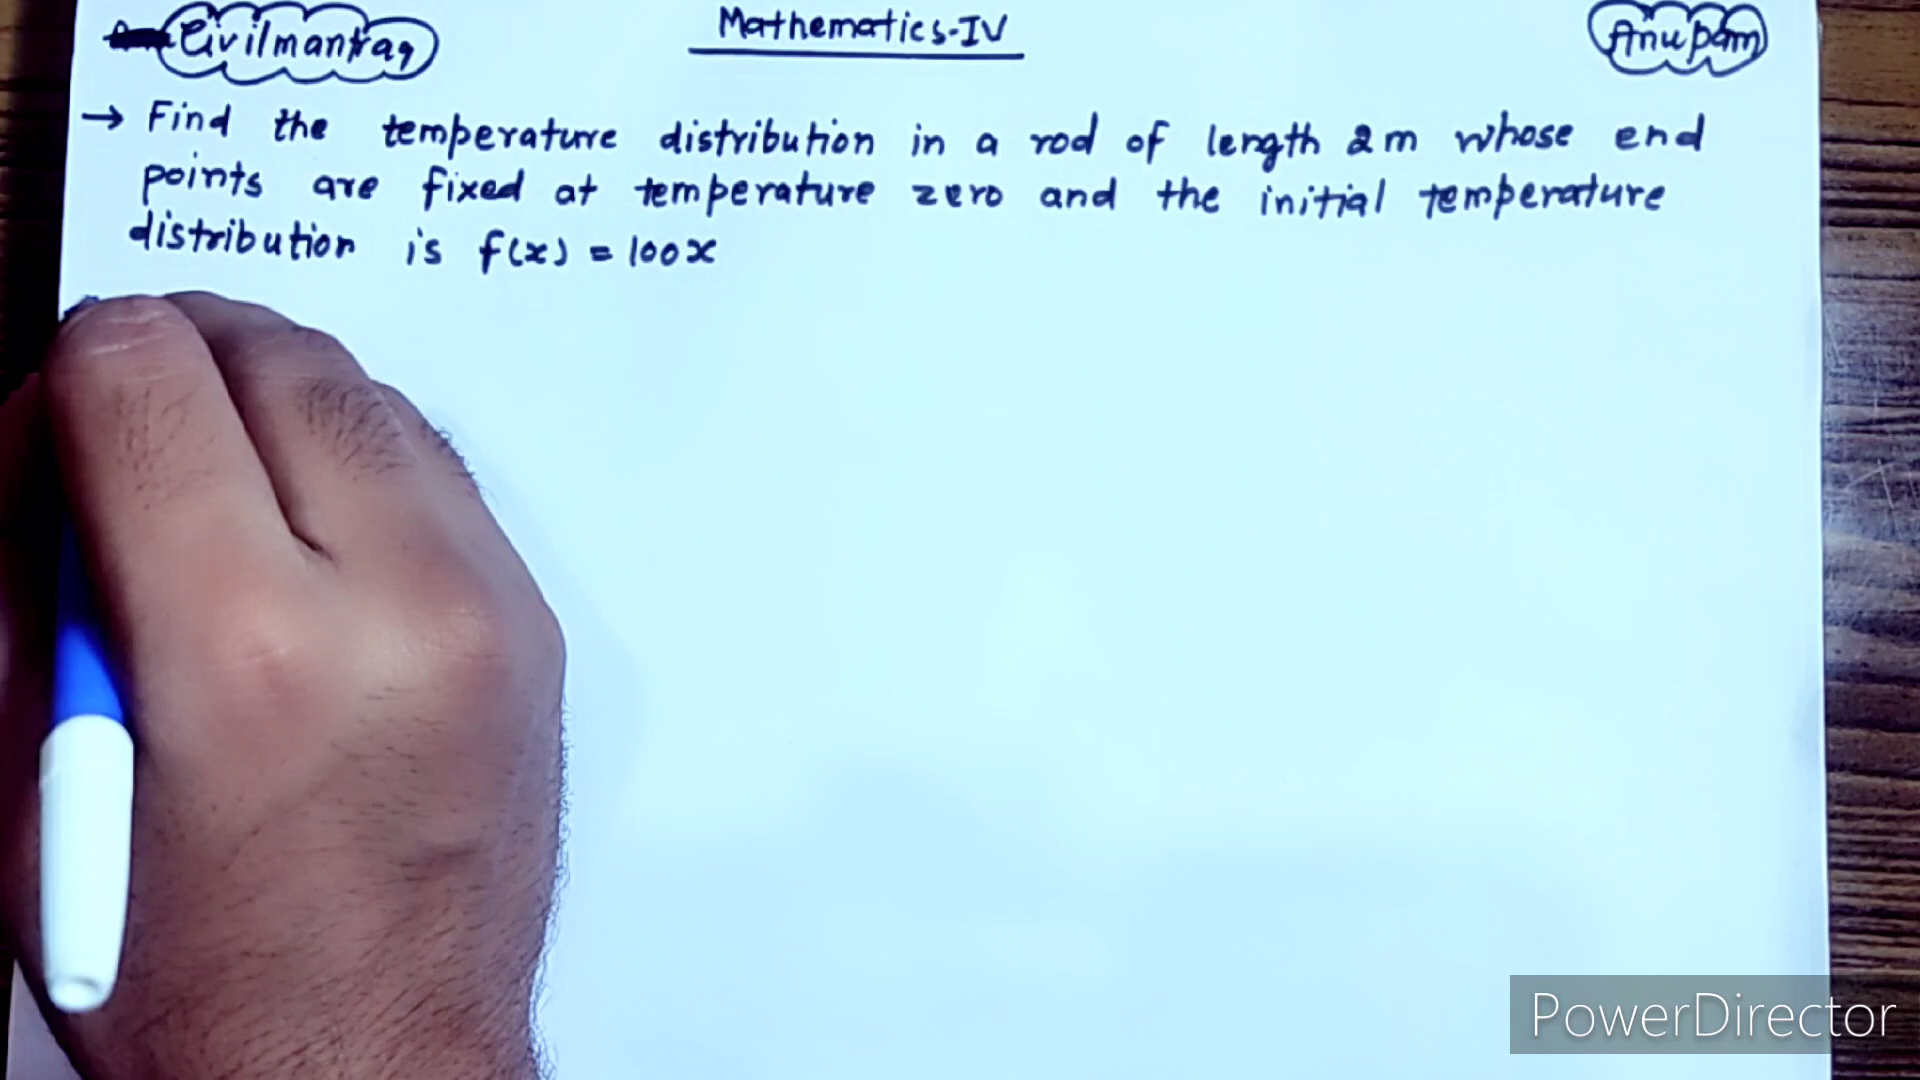 Civilmantra
Mathematics-IV
Anupam
→ Find the temperature distribution in a rod of length 2m whose end
points are fixed at temperature zero and the initial temperature
distribution is f(x) = 100x
PowerDirector